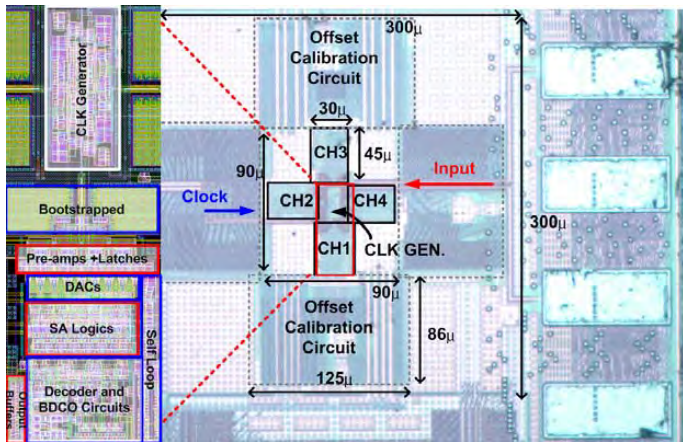 CLK Generator
Bootstrapped
Pre-amps +Latches
DACs
SA Logics
Self Loop
Decoder and
BDCO Circuits
Output
Buffers
300μ
Offset
Calibration
Circuit
30μ
CH3
45μ
90μ
Input
Clock
CH2
CH4
CH1
CLK GEN.
90μ
300μ
Offset
Calibration
Circuit
86μ
125μ